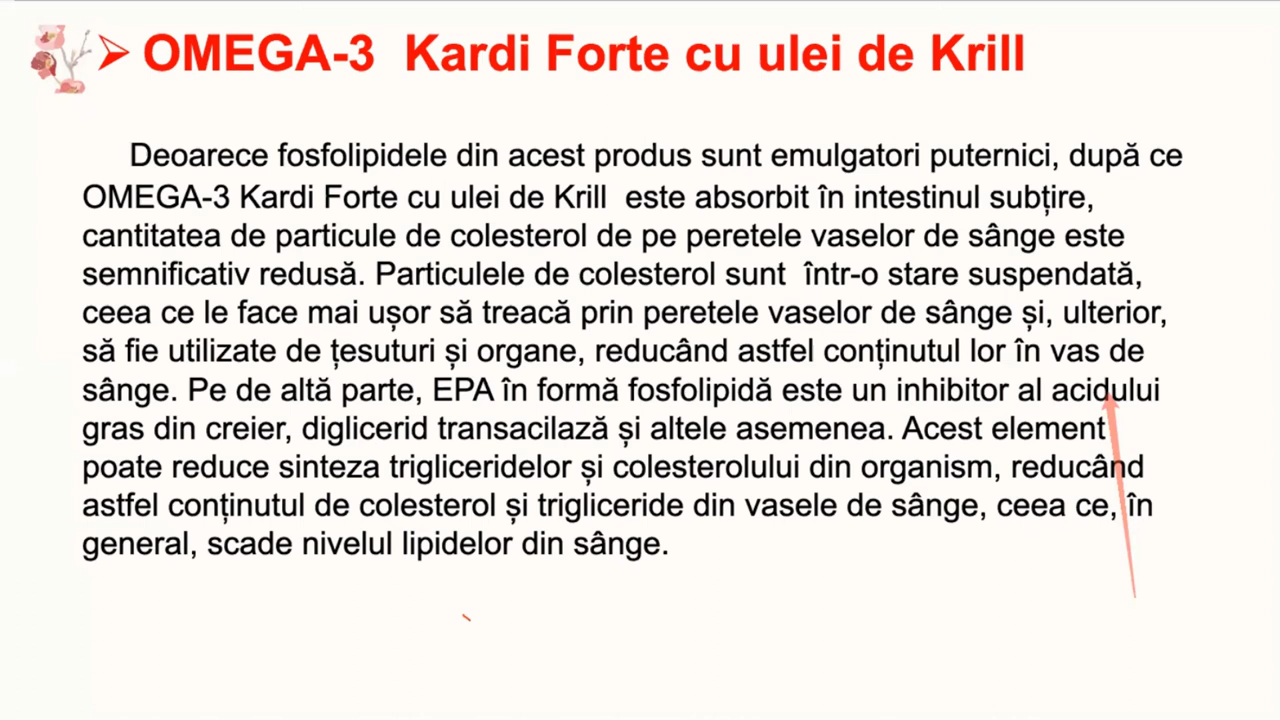 OMEGA-3 Kardi Forte cu ulei de Krill
Deoarece fosfolipidele din acest produs sunt emulgatori puternici, după ce
OMEGA-3 Kardi Forte cu ulei de Krill este absorbit în intestinul subțire,
cantitatea de particule de colesterol de pe peretele vaselor de sânge este
semnificativ redusă. Particulele de colesterol sunt într-o stare suspendată,
ceea ce le face mai ușor să treacă prin peretele vaselor de sânge și, ulterior,
să fie utilizate de țesuturi și organe, reducând astfel conținutul lor în vas de
sânge. Pe de altă parte, EPA în formă fosfolipidă este un inhibitor al acidului
gras din creier, diglicerid transacilază și altele asemenea. Acest element
poate reduce sinteza trigliceridelor și colesterolului din organism, reducând
astfel conținutul de colesterol și trigliceride din vasele de sânge, ceea ce, în
general, scade nivelul lipidelor din sânge.